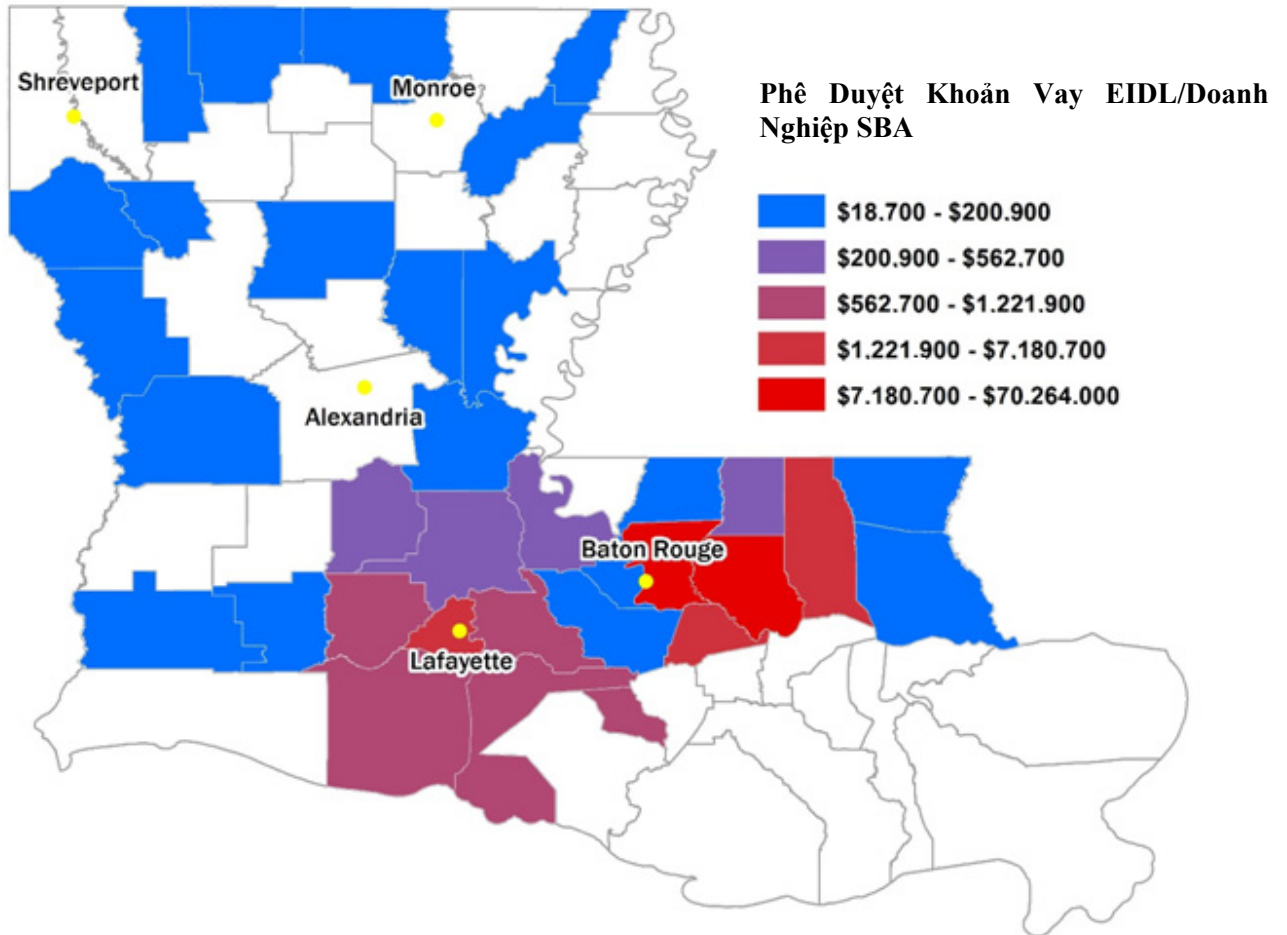 Phê Duyệt Khoản Vay EIDL/Doanh
Nghiệp SBA
$18.700 - $200.900
$200.900 - $562.700
$562.700 - $1.221.900
$1.221.900 - $7.180.700
$7.180.700 - $70.264.000
Shreveport
Monroe
Alexandria
Baton Rouge
Lafayette